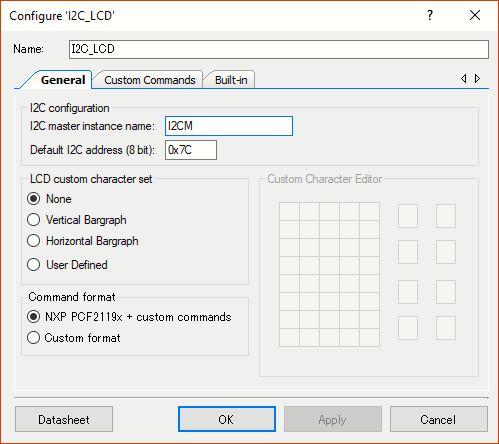 Configure 'I2C_LCD'
?
Name: I2C_LCD
General Custom Commands Built-in
I2C configuration
I2C master instance name: I2CM
Default I2C address (8 bit): 0x7C
LCD custom character set
None
Vertical Bargraph
Horizontal Bargraph
User Defined
Custom Character Editor
Command format
NXP PCF2119x + custom commands
Custom format
Datasheet OK Apply Cancel